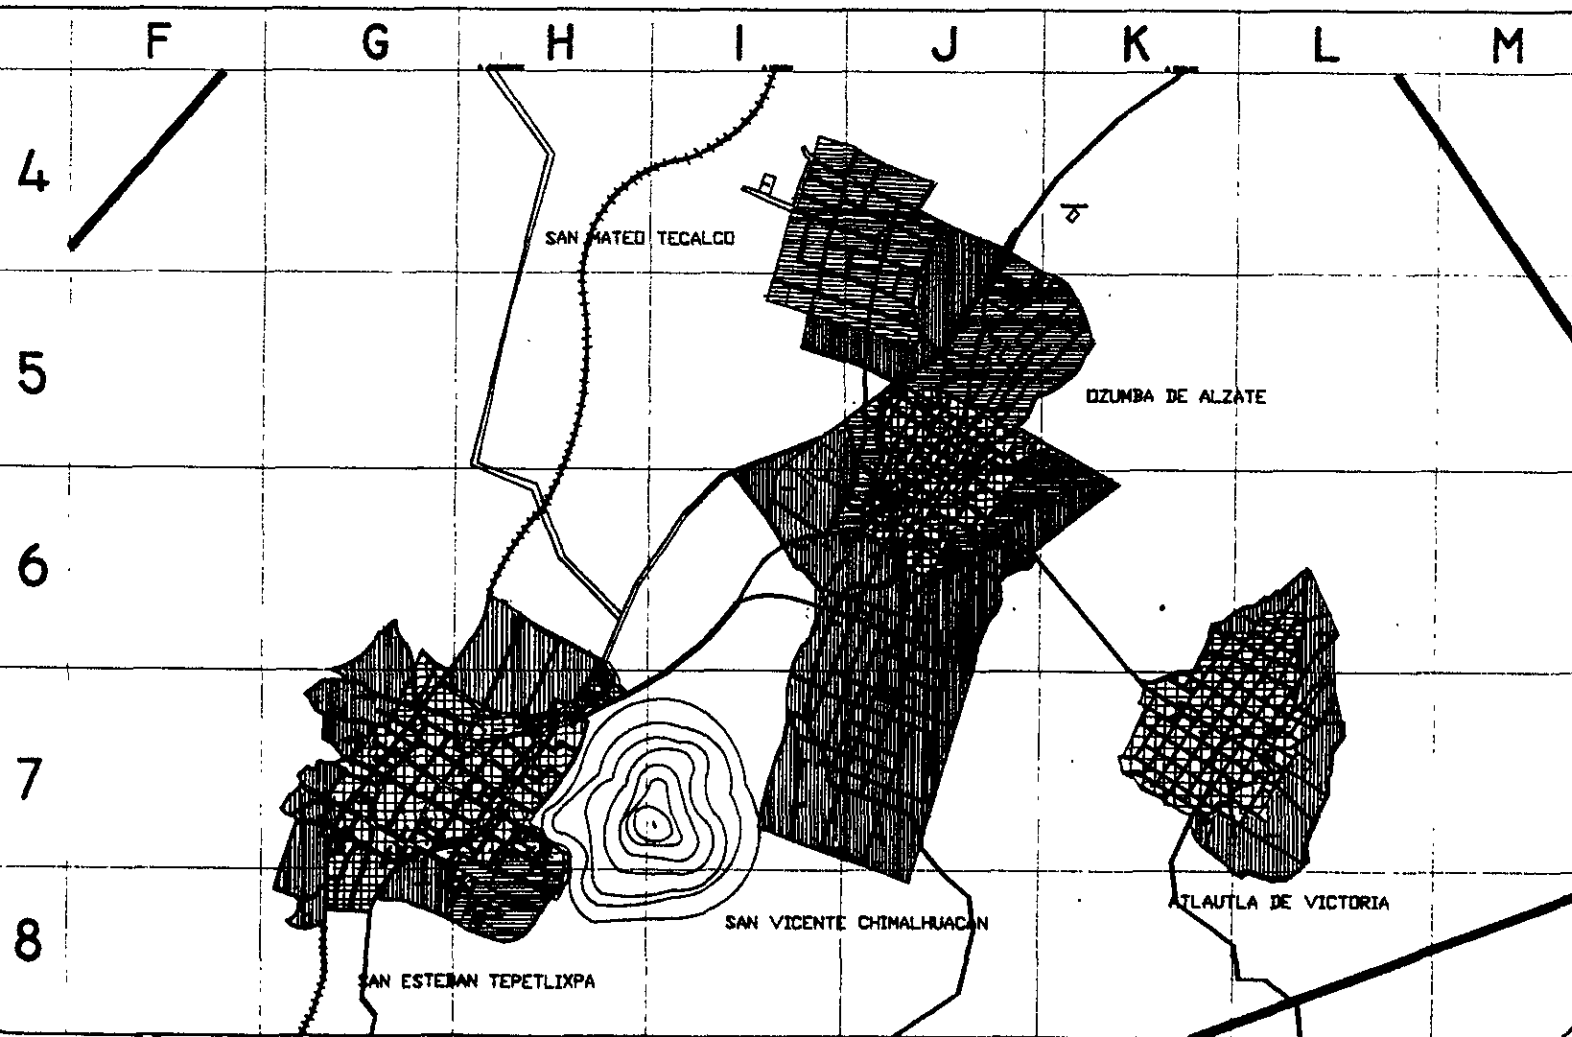 F G H I J K L M
4
SAN MATEO TECALCO
5
OZUMBA DE ALZATE
6
7
ATLAUTLA DE VICTORIA
SAN VICENTE CHIMALHUACAN
8
SAN ESTEBAN TEPETLIXPA